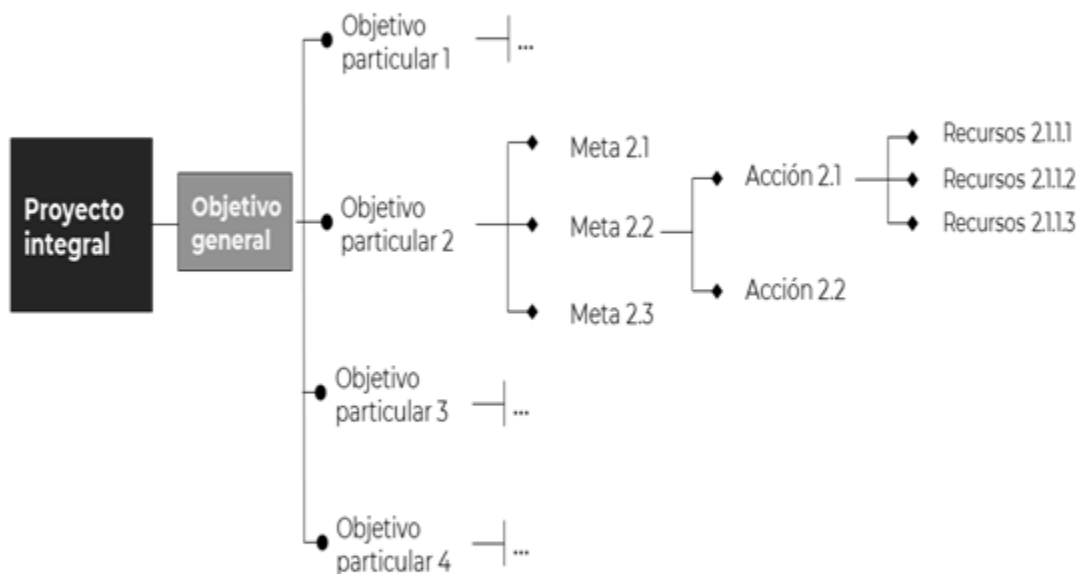 Proyecto
integral
Objetivo
general
Objetivo
particular 1
...
Objetivo
particular 2
Meta 2.1
Meta 2.2
Meta 2.3
Acción 2.1
Acción 2.2
Recursos 2.1.1.1
Recursos 2.1.1.2
Recursos 2.1.1.3
Objetivo
particular 3
...
Objetivo
particular 4
...